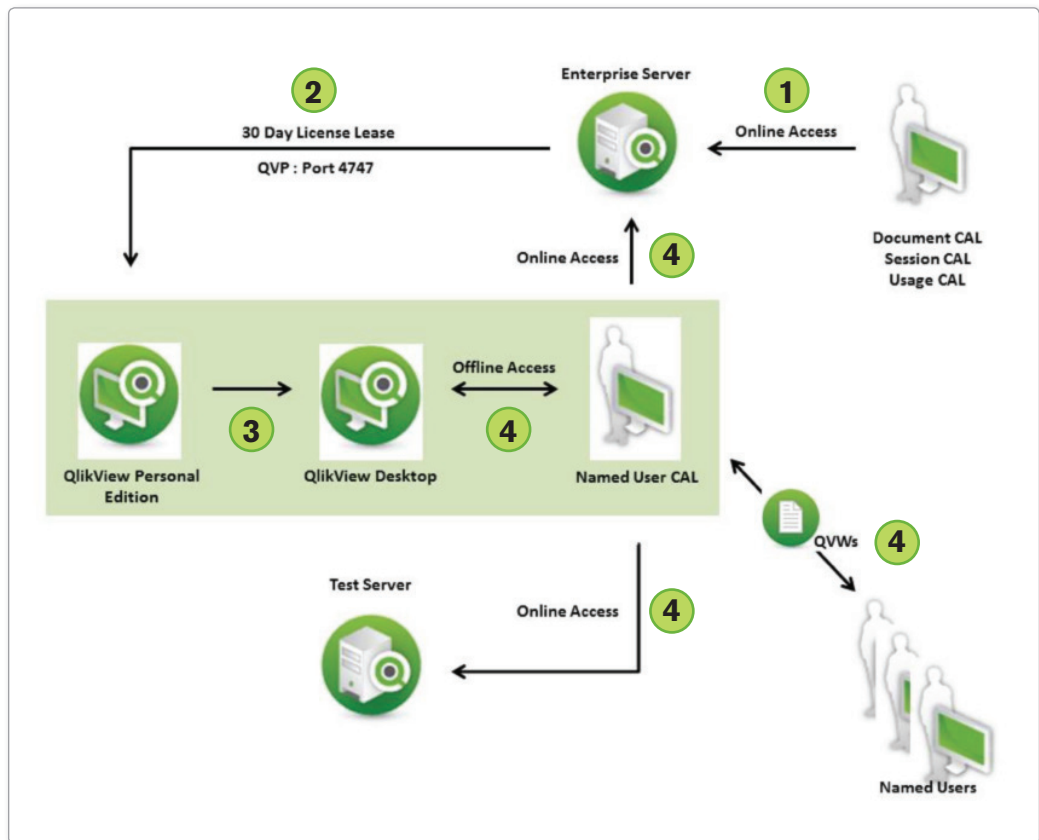 Enterprise Server
2
1
30 Day License Lease
Online Access
QVP : Port 4747
Document CAL
Session CAL
Usage CAL
Online Access
4
Offline Access
3
4
QlikView Personal
Edition
QlikView Desktop
Named User CAL
QVWs
4
Test Server
Online Access
4
Named Users